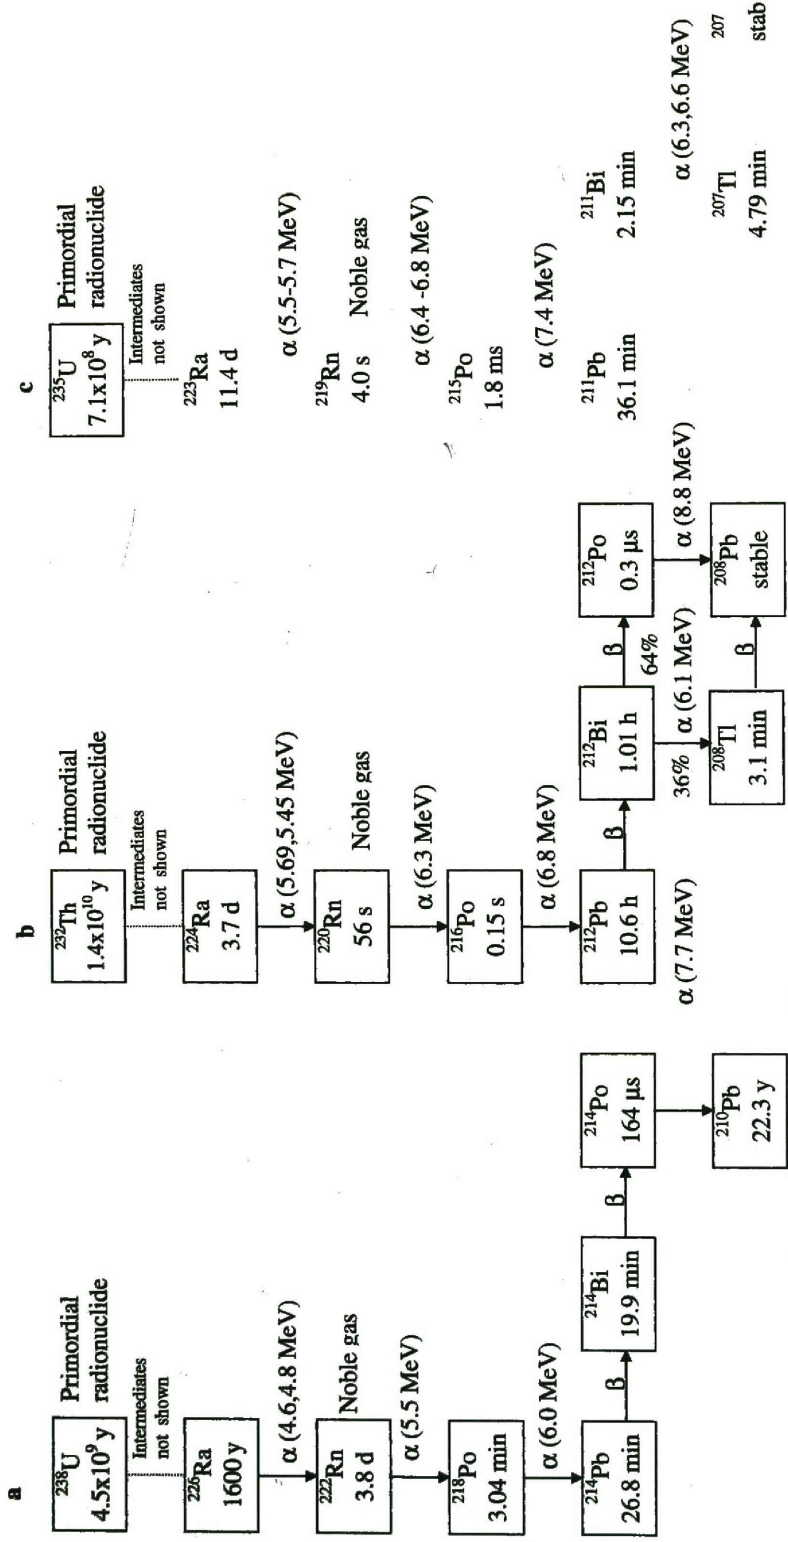 a
²³⁸U
4.5x10⁹ y
Primordial
radionuclide
Intermediates
not shown
²²⁶Ra
1600 y
α (4.6,4.8 MeV)
²²²Rn
3.8 d
Noble gas
α (5.5 MeV)
²¹⁸Po
3.04 min
α (6.0 MeV)
²¹⁴Pb
26.8 min
β
²¹⁴Bi
19.9 min
β
²¹⁴Po
164 μs
α (7.7 MeV)
²¹⁰Pb
22.3 y
b
²³²Th
1.4x10¹⁰ y
Primordial
radionuclide
Intermediates
not shown
²²⁴Ra
3.7 d
α (5.69,5.45 MeV)
²²⁰Rn
56 s
Noble gas
α (6.3 MeV)
²¹⁶Po
0.15 s
α (6.8 MeV)
²¹²Pb
10.6 h
β
²¹²Bi
1.01 h
β
64%
²¹²Po
0.3 μs
36%
α (6.1 MeV)
α (8.8 MeV)
²⁰⁸Tl
3.1 min
β
²⁰⁸Pb
stable
c
²³⁵U
7.1x10⁸ y
Primordial
radionuclide
Intermediates
not shown
²²³Ra
11.4 d
α (5.5-5.7 MeV)
²¹⁹Rn
4.0 s
Noble gas
α (6.4 -6.8 MeV)
²¹⁵Po
1.8 ms
α (7.4 MeV)
²¹¹Pb
36.1 min
²¹¹Bi
2.15 min
α (6.3,6.6 MeV)
²⁰⁷Tl
4.79 min
²⁰⁷
stab